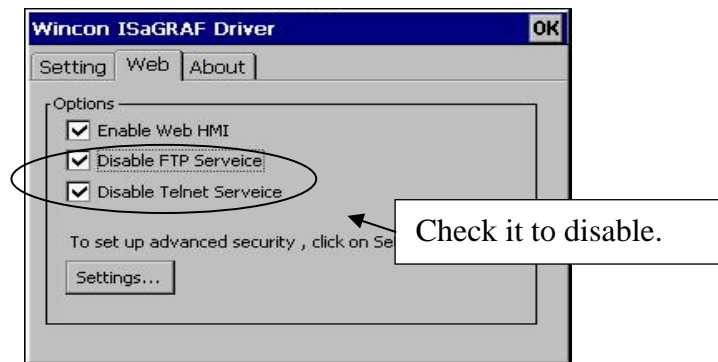 Wincon ISaGRAF Driver OK
Setting Web About
Options
Enable Web HMI
Disable FTP Serveice
Disable Telnet Serveice
Check it to disable.
To set up advanced security , click on
Settings...